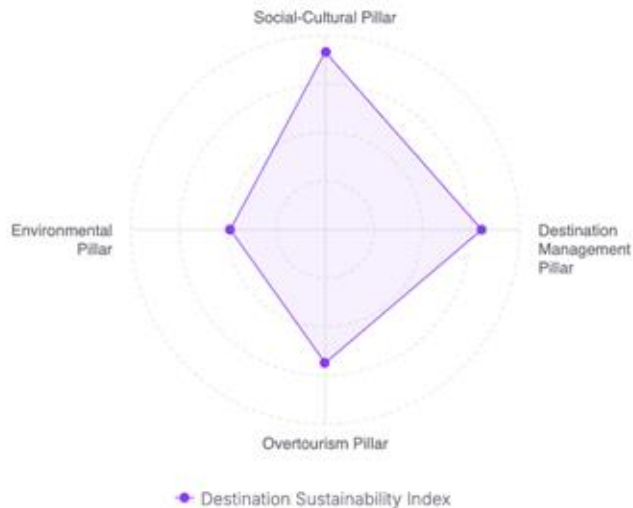 Social-Cultural Pillar
Environmental
Pillar
Destination
Management
Pillar
Overtourism Pillar
Destination Sustainability Index